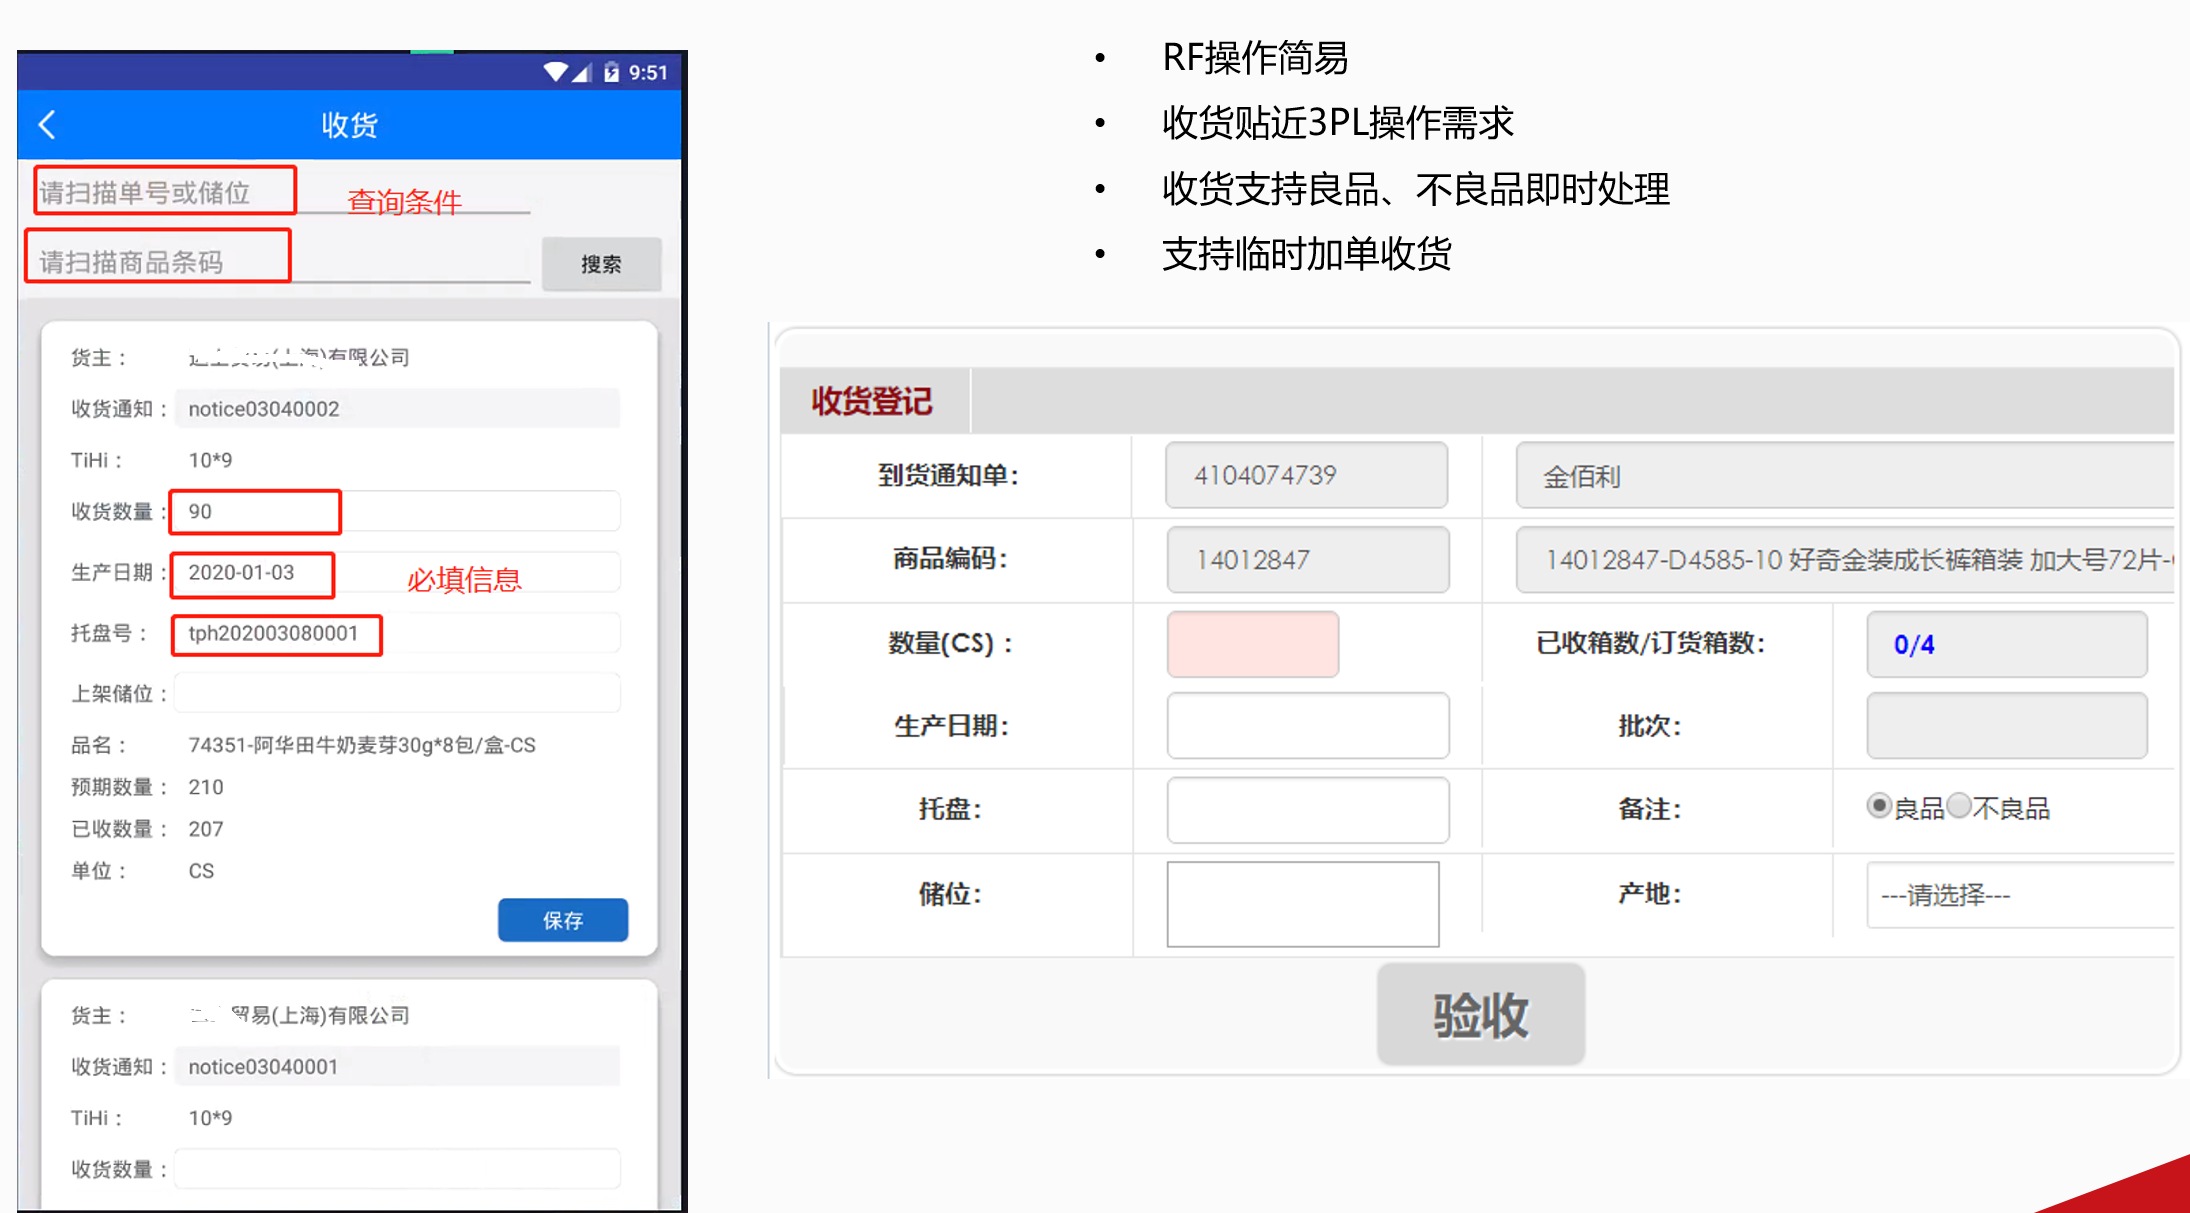 9:51
收货
请扫描单号或储位
查询条件
请扫描商品条码
搜索
货主： (上海)有限公司
收货通知： notice03040002
TiHi： 10*9
收货数量： 90
生产日期： 2020-01-03
必填信息
托盘号： tph202003080001
上架储位：
品名： 74351-阿华田牛奶麦芽30g*8包/盒-CS
预期数量： 210
已收数量： 207
单位： CS
保存
货主： 贸易(上海)有限公司
收货通知： notice03040001
TiHi： 10*9
收货数量：
• RF操作简易
• 收货贴近3PL操作需求
• 收货支持良品、不良品即时处理
• 支持临时加单收货
收货登记
到货通知单: 4104074739 金佰利
商品编码: 14012847 14012847-D4585-10 好奇金装成长裤箱装 加大号72片-
数量(CS)： 已收箱数/订货箱数: 0/4
生产日期: 批次:
托盘: 备注: 良品 不良品
储位: 产地: ---请选择---
验收